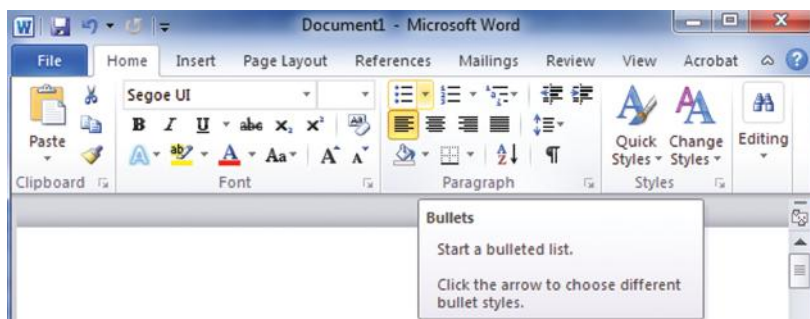 W Document1 - Microsoft Word
File Home Insert Page Layout References Mailings Review View Acrobat ?
Segoe UI
Paste B I U abe X₂ X² Quick Styles Change Styles Editing
A ab A Aa A A A Z
Clipboard Font Paragraph Styles
Bullets
Start a bulleted list.
Click the arrow to choose different
bullet styles.